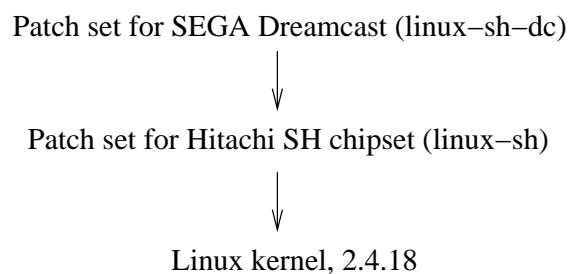 Patch set for SEGA Dreamcast (linux−sh−dc)
Patch set for Hitachi SH chipset (linux−sh)
Linux kernel, 2.4.18